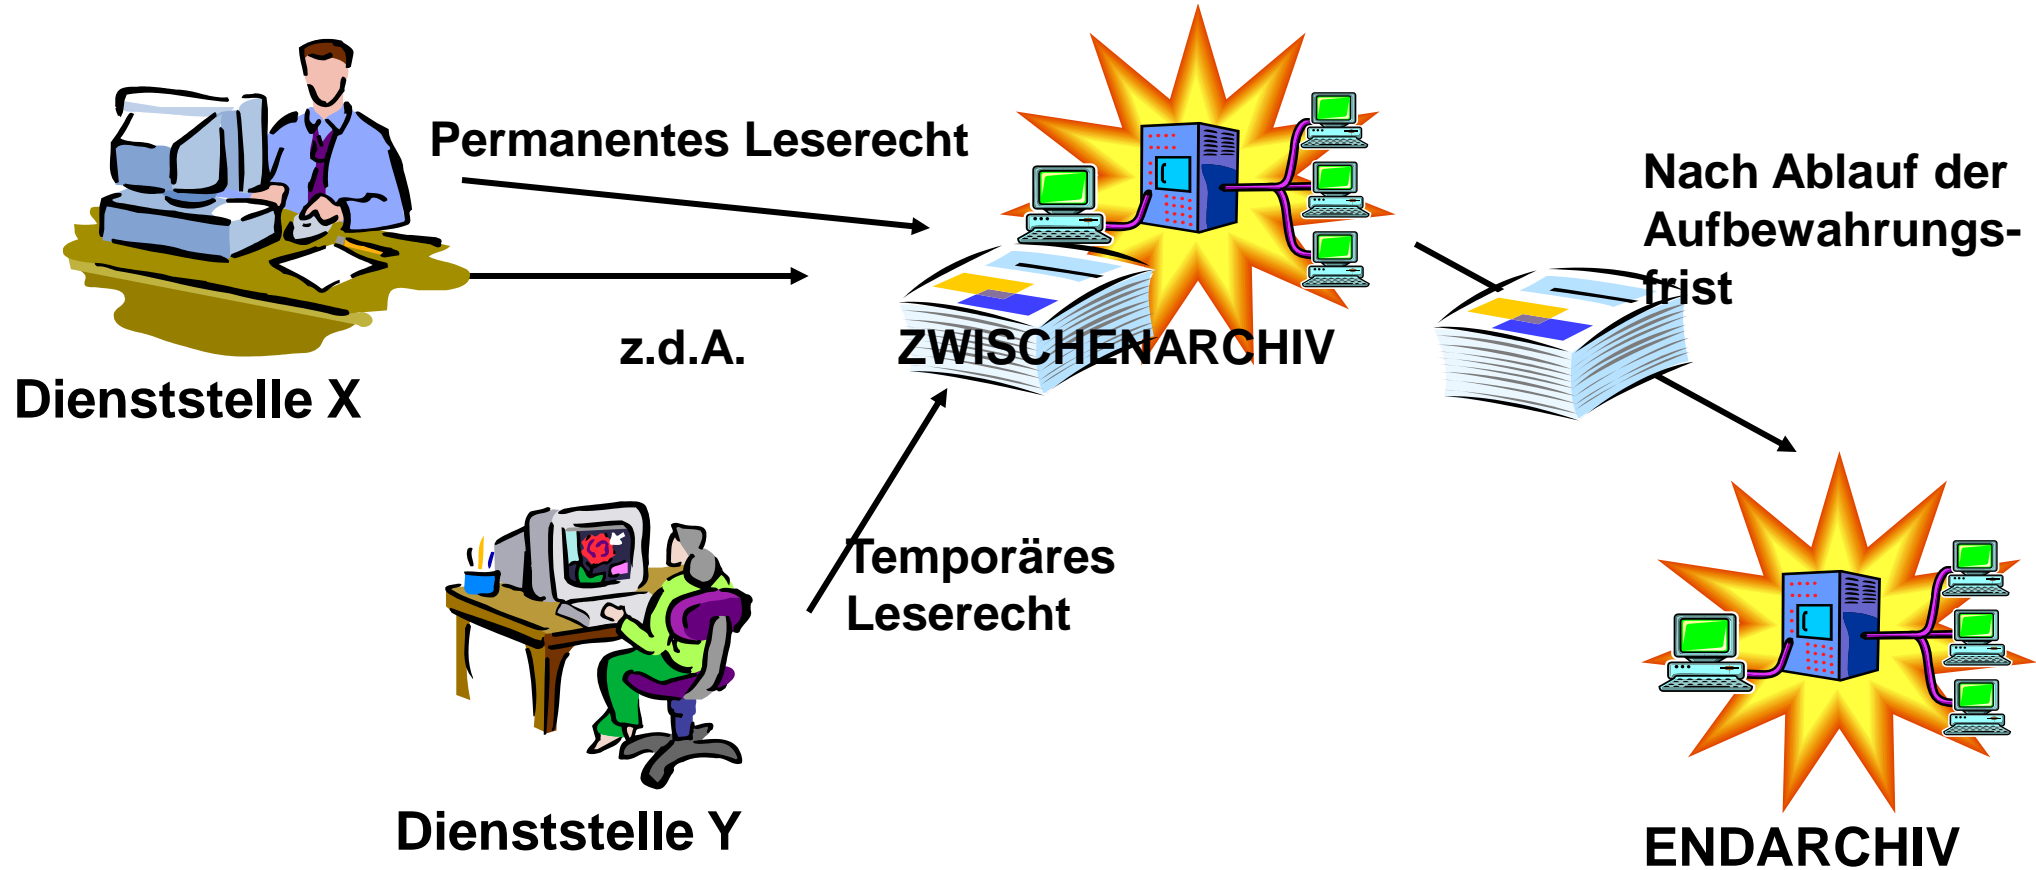 Permanentes Leserecht
Nach Ablauf der
Aufbewahrungs-
frist
z.d.A.
ZWISCHENARCHIV
Dienststelle X
Temporäres
Leserecht
Dienststelle Y
ENDARCHIV